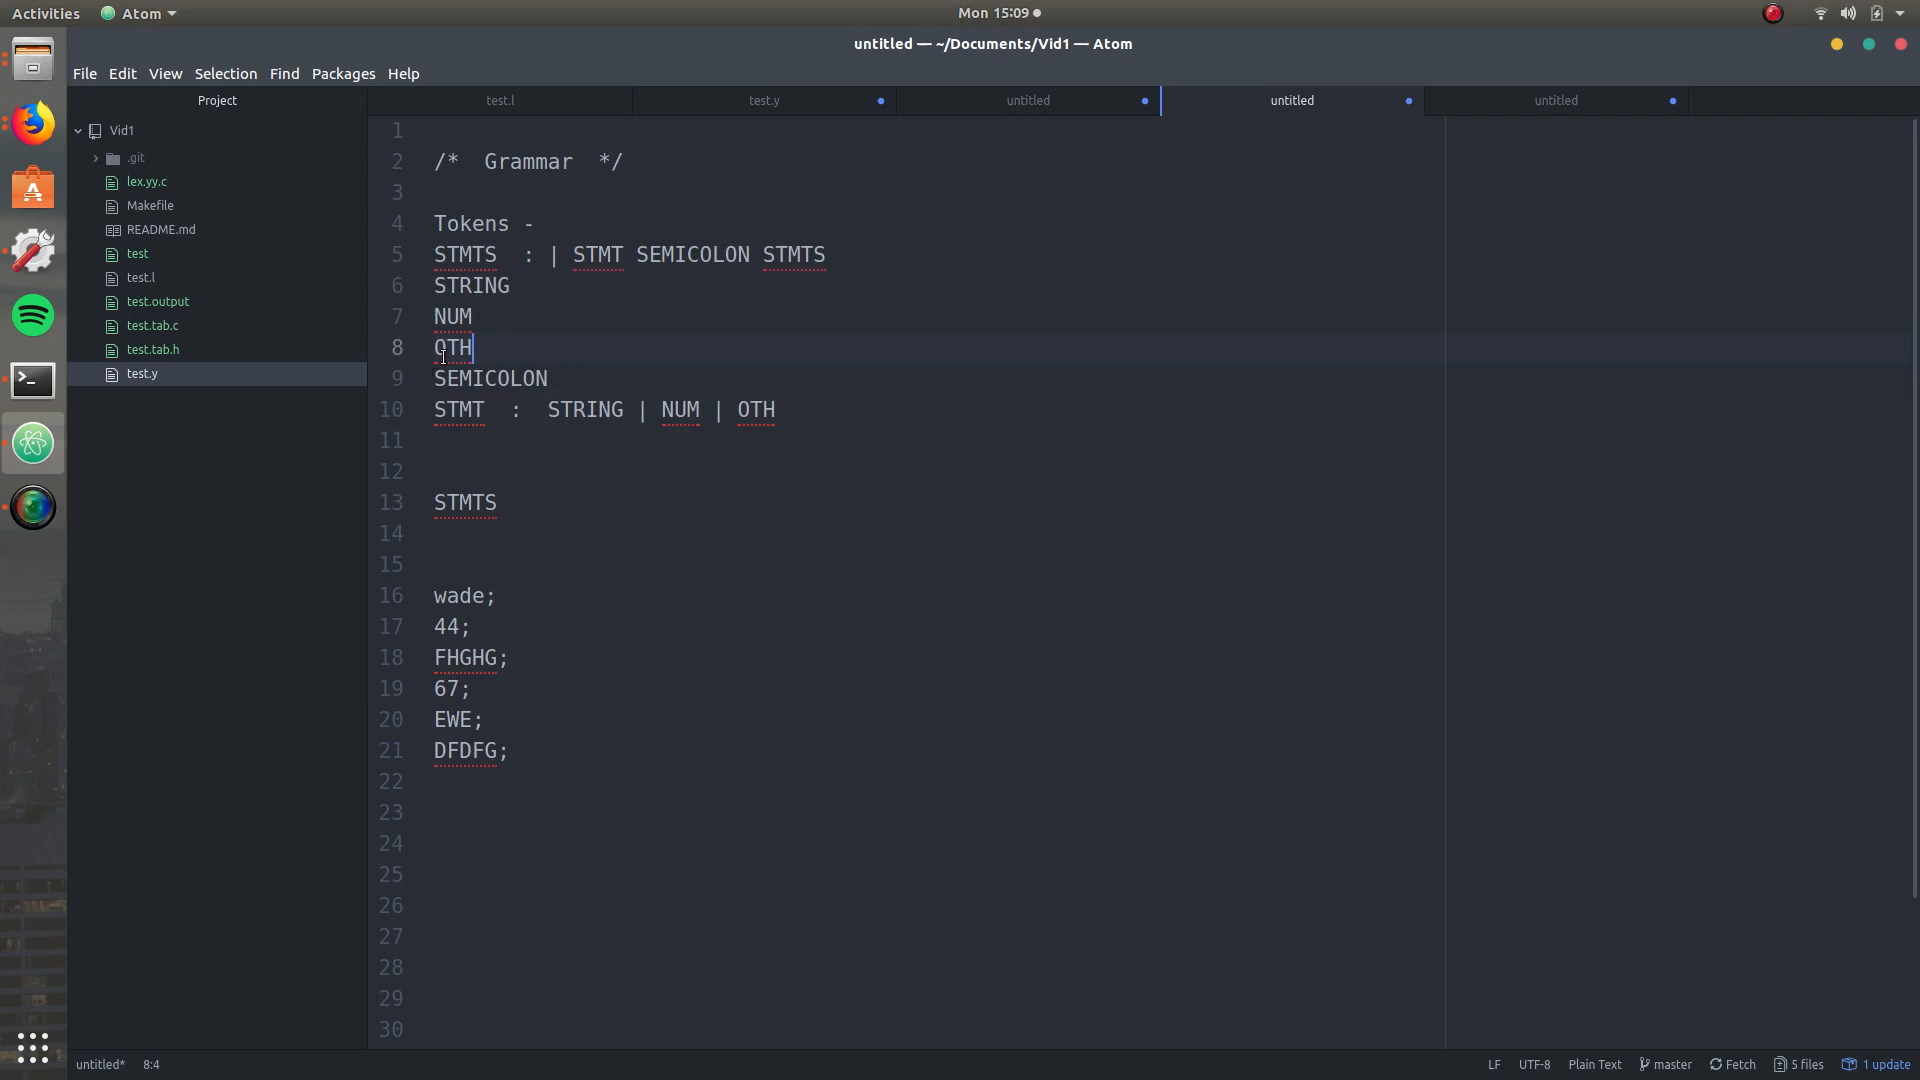 Activities Atom Mon 15:09
untitled — ~/Documents/Vid1 — Atom
File Edit View Selection Find Packages Help
Project test.l test.y untitled untitled untitled
Vid1
.git
lex.yy.c
Makefile
README.md
test
test.l
test.output
test.tab.c
test.tab.h
test.y
1
2 /* Grammar */
3
4 Tokens -
5 STMTS : | STMT SEMICOLON STMTS
6 STRING
7 NUM
8 OTH
9 SEMICOLON
10 STMT : STRING | NUM | OTH
11
12
13 STMTS
14
15
16 wade;
17 44;
18 FHGHG;
19 67;
20 EWE;
21 DFDFG;
22
23
24
25
26
27
28
29
30
untitled* 8:4 LF UTF-8 Plain Text master Fetch 5 files 1 update